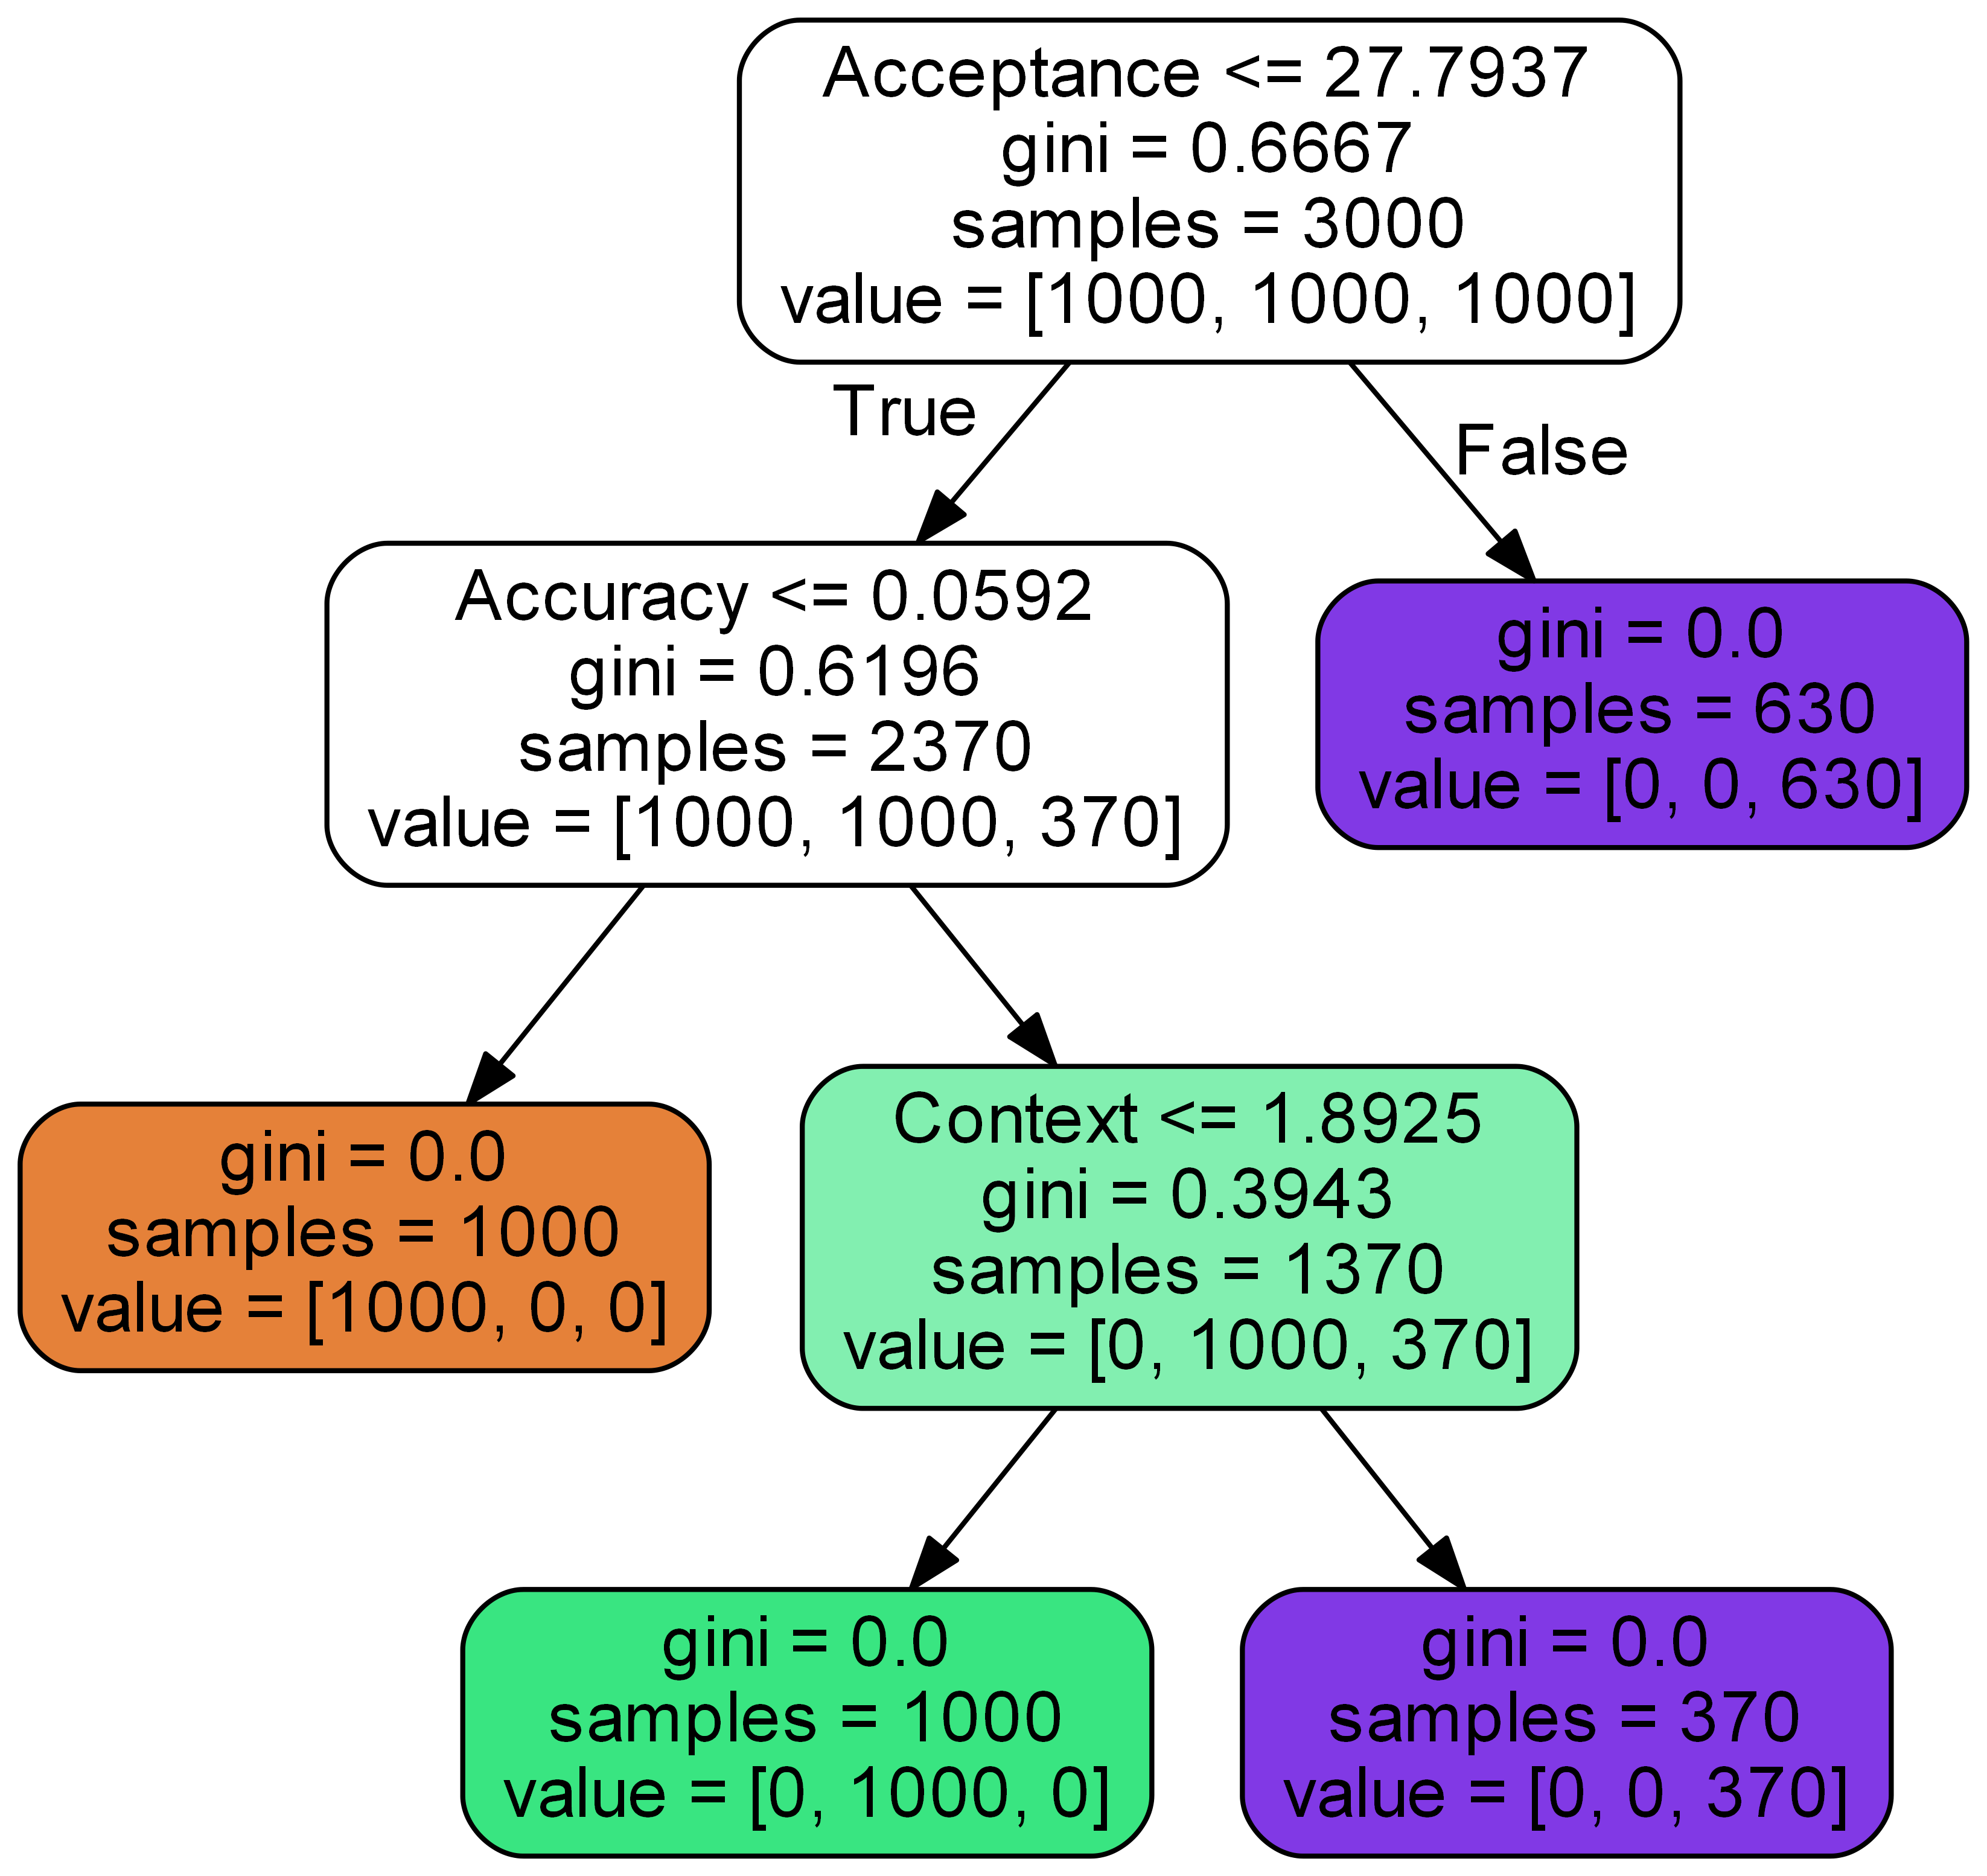 Acceptance <= 27.7937
gini = 0.6667
samples = 3000
value = [1000, 1000, 1000]
True
False
Accuracy <= 0.0592
gini = 0.6196
samples = 2370
value = [1000, 1000, 370]
gini = 0.0
samples = 630
value = [0, 0, 630]
gini = 0.0
samples = 1000
value = [1000, 0, 0]
Context <= 1.8925
gini = 0.3943
samples = 1370
value = [0, 1000, 370]
gini = 0.0
samples = 1000
value = [0, 1000, 0]
gini = 0.0
samples = 370
value = [0, 0, 370]